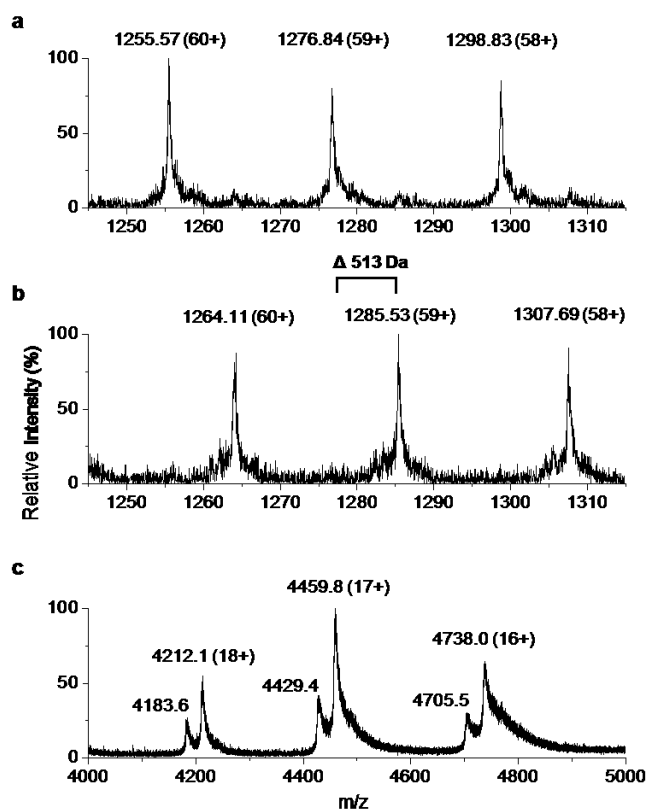 a
1255.57 (60+) 1276.84 (59+) 1298.83 (58+)
100
50
0
1250 1260 1270 1280 1290 1300 1310
Δ 513 Da
b
1264.11 (60+) 1285.53 (59+) 1307.69 (58+)
100
50
0
1250 1260 1270 1280 1290 1300 1310
Relative Intensity (%)
c
4459.8 (17+)
100
4212.1 (18+) 4738.0 (16+)
4183.6 4429.4 4705.5
50
0
4000 4200 4400 4600 4800 5000
m/z